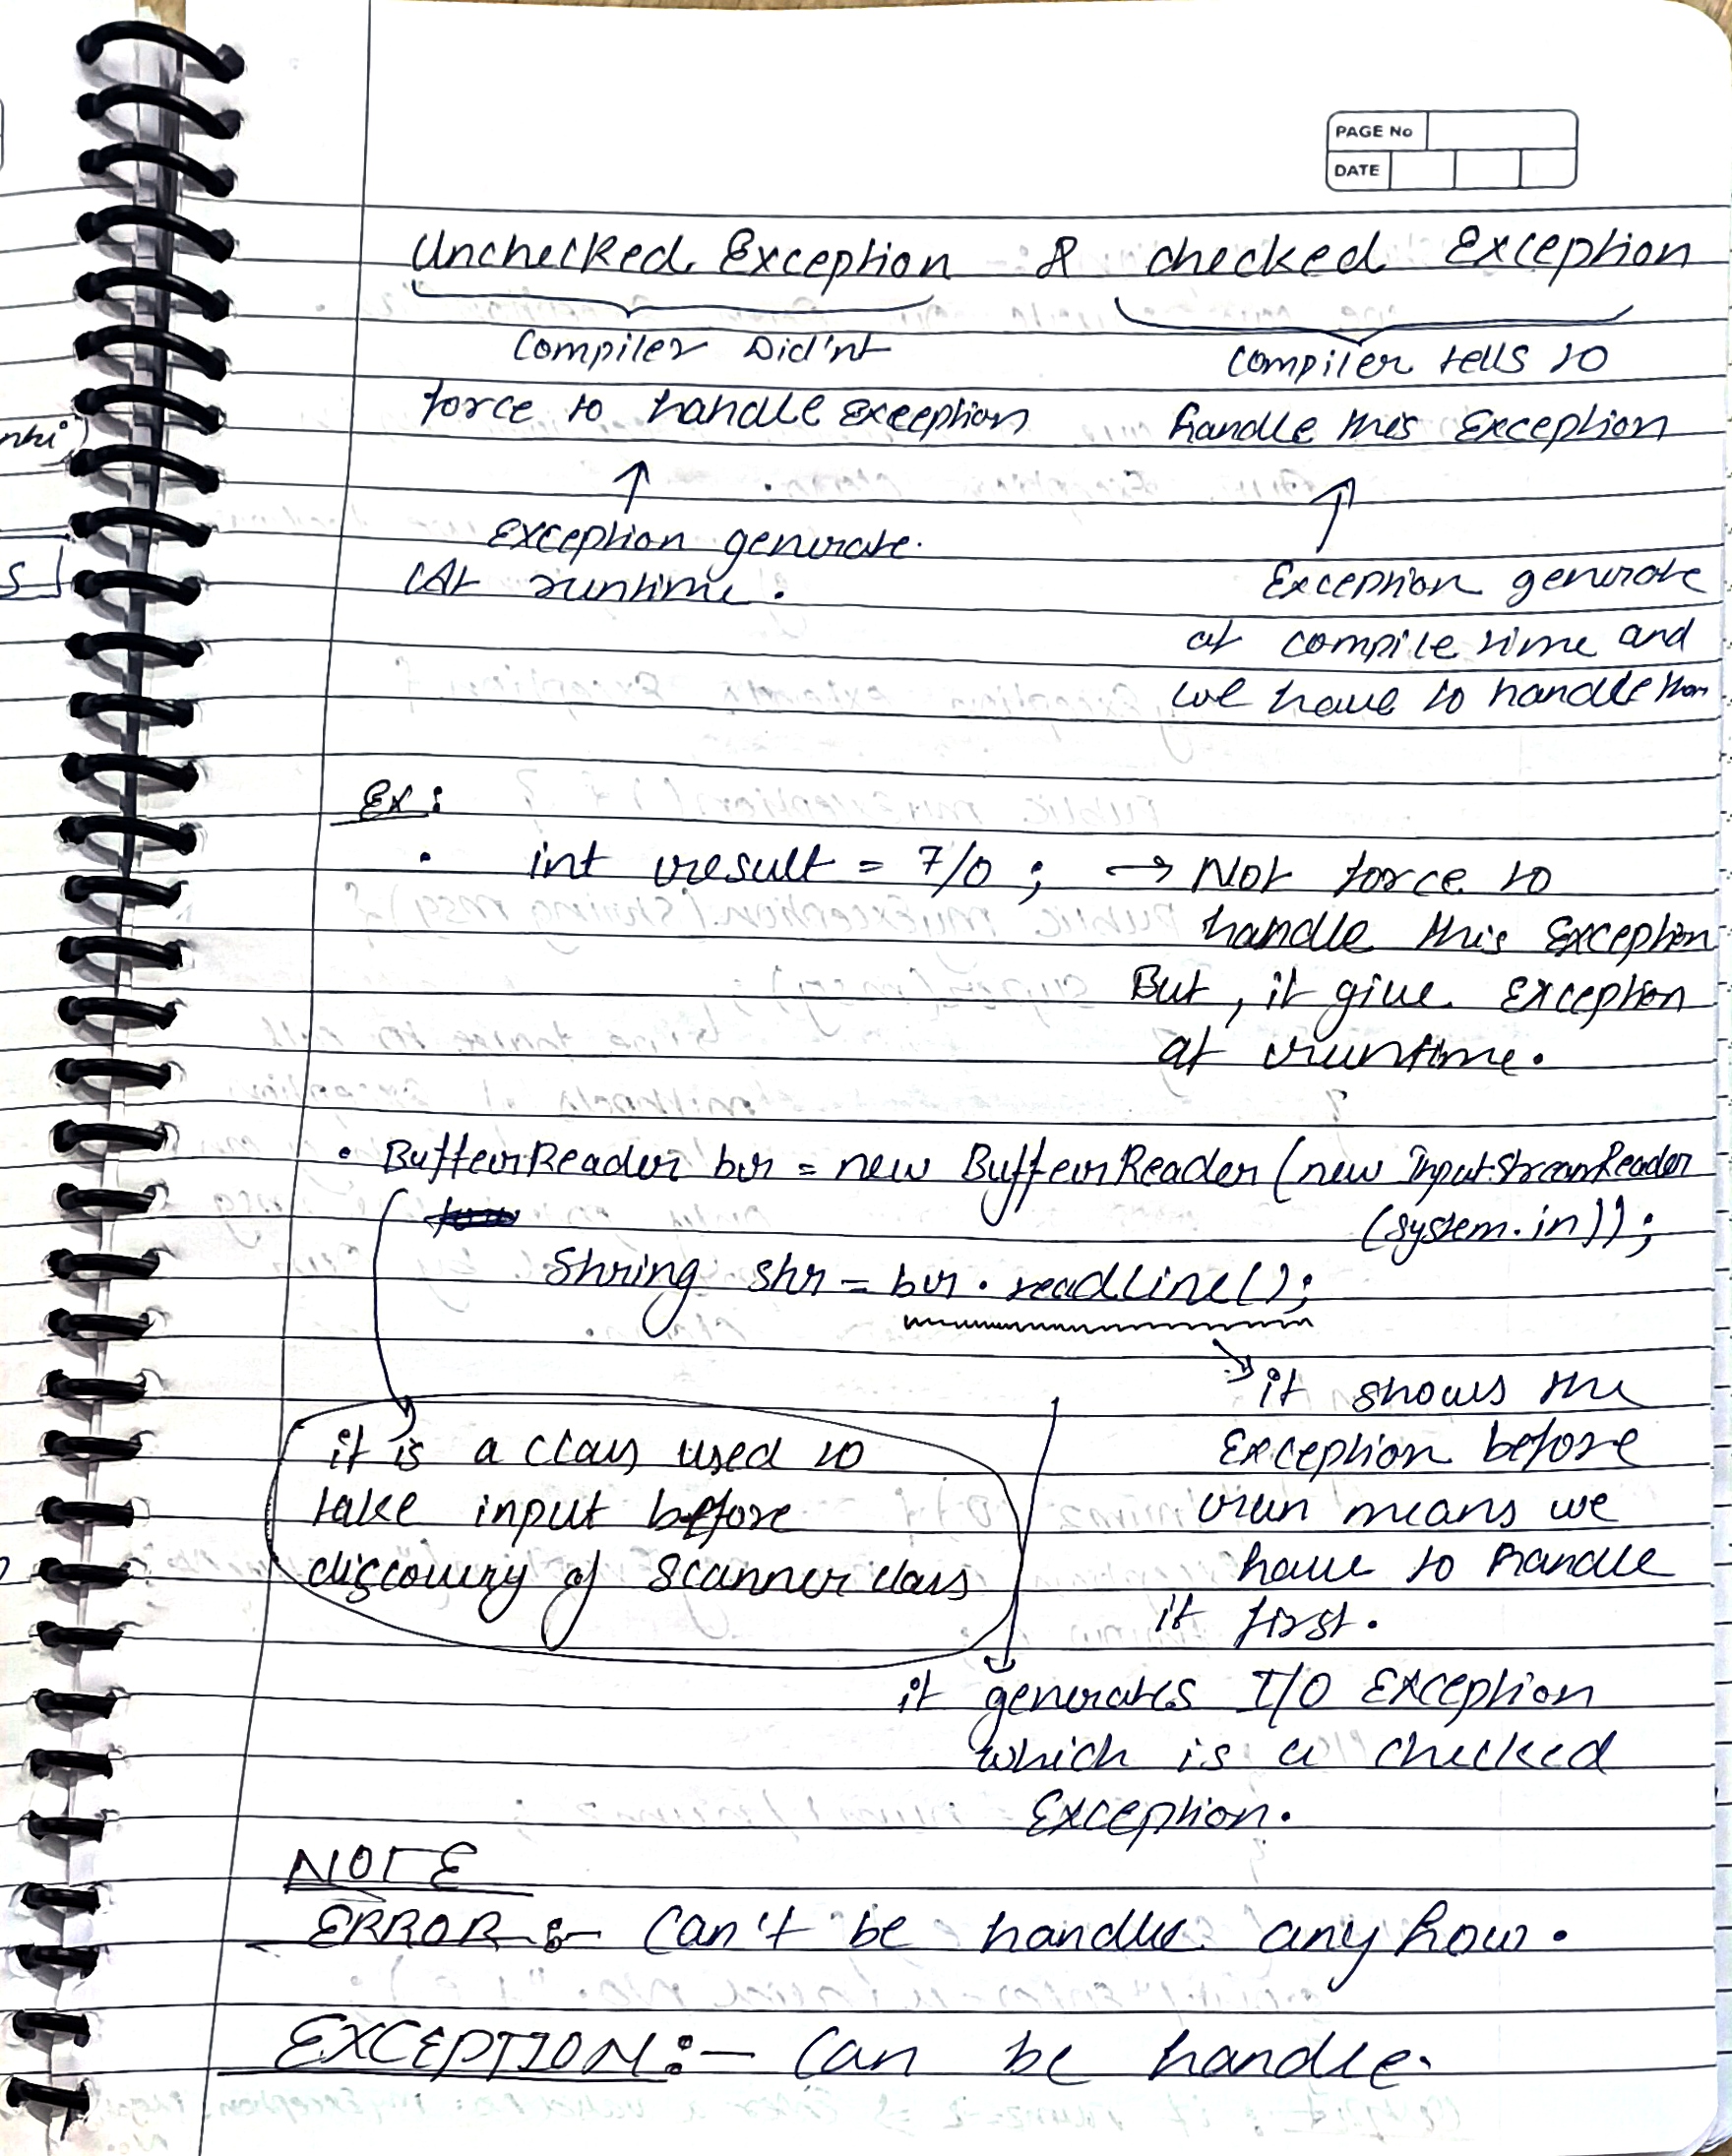 PAGE No
DATE
Unchecked Exception & checked Exception
Compiler Did'nt
force to handle exception
compiler tells to
handle this Exception
exception generate.
At runtime.
Exception generate
at compile time and
we have to handle them
Ex:
• int result = 7/0 ; → Not force to
handle this Exception
But, it give exception
at runtime.
• BufferReader br = new BufferReader (new InputStreamReader
(system.in));
String str = br.readline();
it is a class used to
take input before
discovery of Scanner class
it shows the
Exception before
run means we
have to handle
it first.
it generates I/O Exception
which is a checked
Exception.
NOTE
ERROR :- Can't be handle any how.
EXCEPTION :- Can be handle.